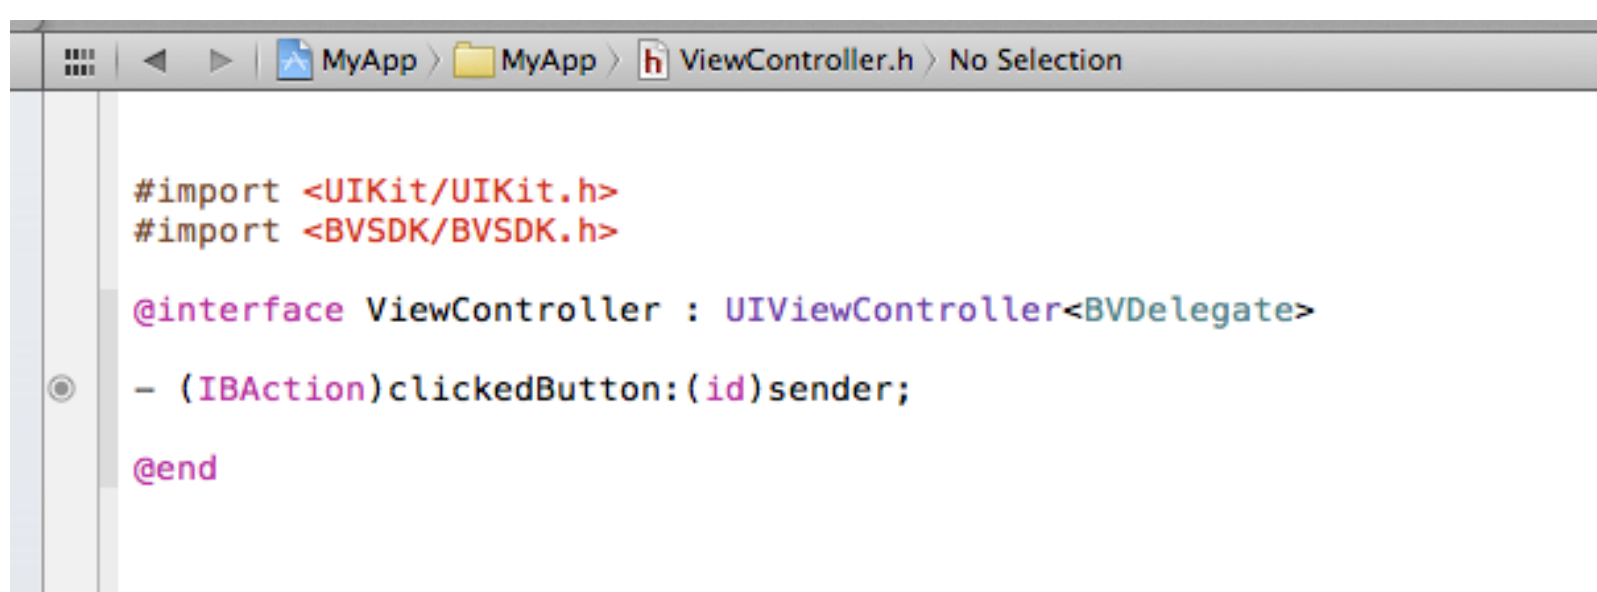 MyApp MyApp h ViewController.h No Selection
#import <UIKit/UIKit.h>
#import <BVSDK/BVSDK.h>
@interface ViewController : UIViewController<BVDelegate>
- (IBAction)clickedButton:(id)sender;
@end